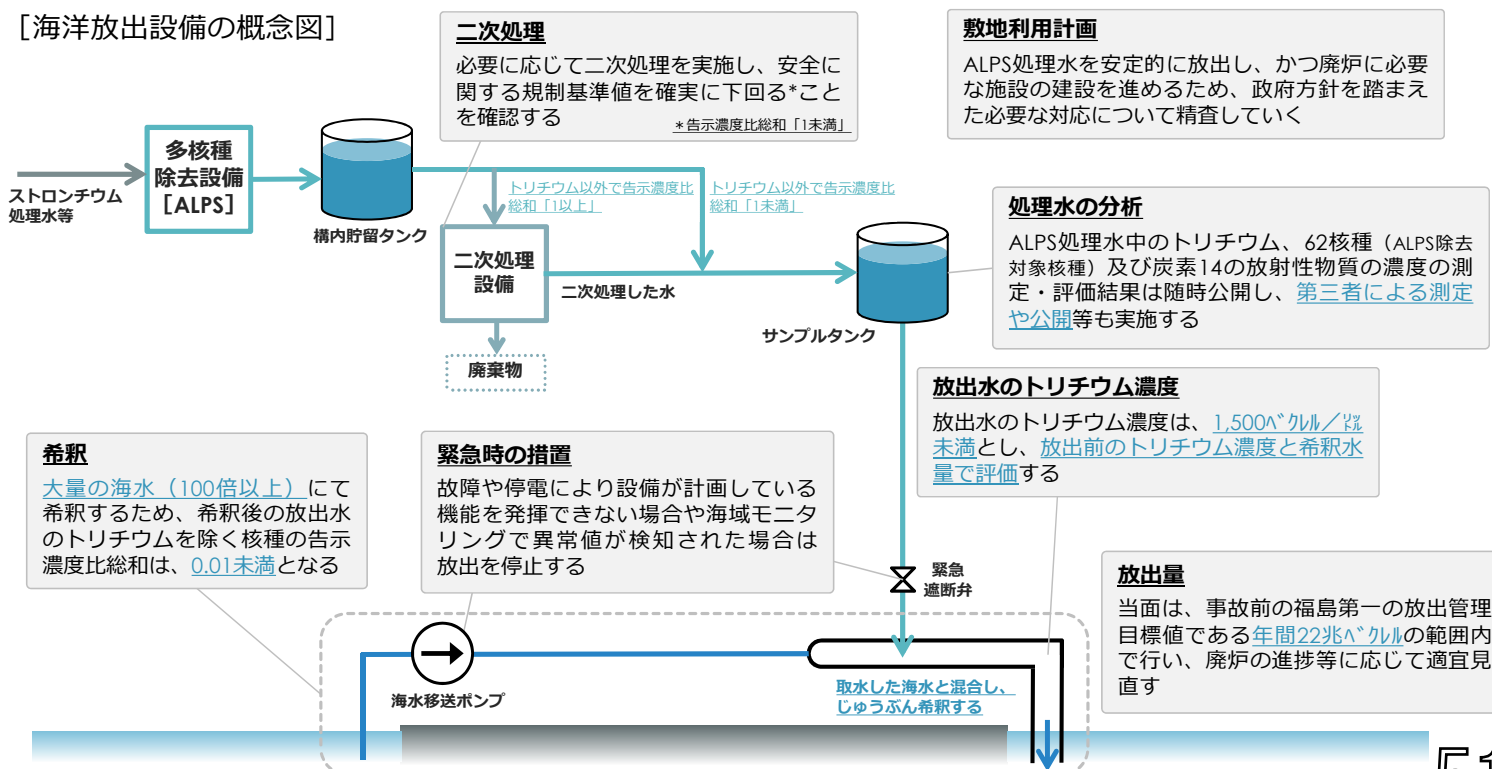 [海洋放出設備の概念図]
二次処理
必要に応じて二次処理を実施し、安全に
関する規制基準値を確実に下回る*こと
を確認する
*告示濃度比総和「1未満」
敷地利用計画
ALPS処理水を安定的に放出し、かつ廃炉に必要
な施設の建設を進めるため、政府方針を踏まえ
た必要な対応について精査していく
多核種
除去設備
[ALPS]
ストロンチウム
処理水等
構内貯留タンク
トリチウム以外で告示濃度比
総和「1以上」
トリチウム以外で告示濃度比
総和「1未満」
二次処理
設備
二次処理した水
廃棄物
サンプルタンク
処理水の分析
ALPS処理水中のトリチウム、62核種（ALPS除去
対象核種）及び炭素14の放射性物質の濃度の測
定・評価結果は随時公開し、第三者による測定
や公開等も実施する
放出水のトリチウム濃度
放出水のトリチウム濃度は、1,500ﾍﾞｸﾚﾙ／㍑
未満とし、放出前のトリチウム濃度と希釈水
量で評価する
希釈
大量の海水（100倍以上）にて
希釈するため、希釈後の放出水
のトリチウムを除く核種の告示
濃度比総和は、0.01未満となる
緊急時の措置
故障や停電により設備が計画している
機能を発揮できない場合や海域モニタ
リングで異常値が検知された場合は
放出を停止する
緊急
遮断弁
放出量
当面は、事故前の福島第一の放出管理
目標値である年間22兆ﾍﾞｸﾚﾙの範囲内
で行い、廃炉の進捗等に応じて適宜見
直す
海水移送ポンプ
取水した海水と混合し、
じゅうぶん希釈する